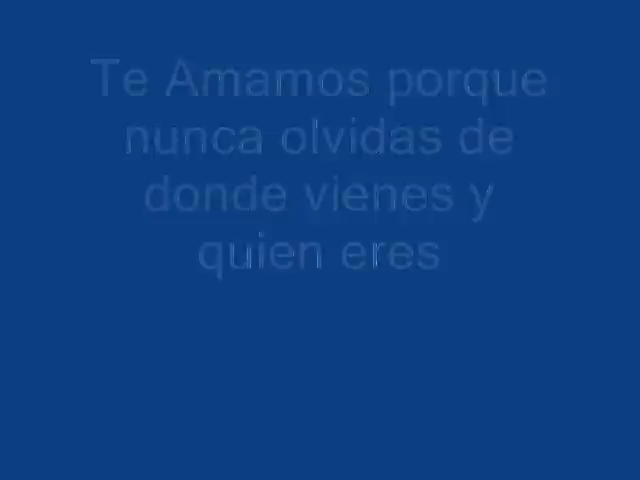 Te Amamos porque
nunca olvidas de
donde vienes y
quien eres